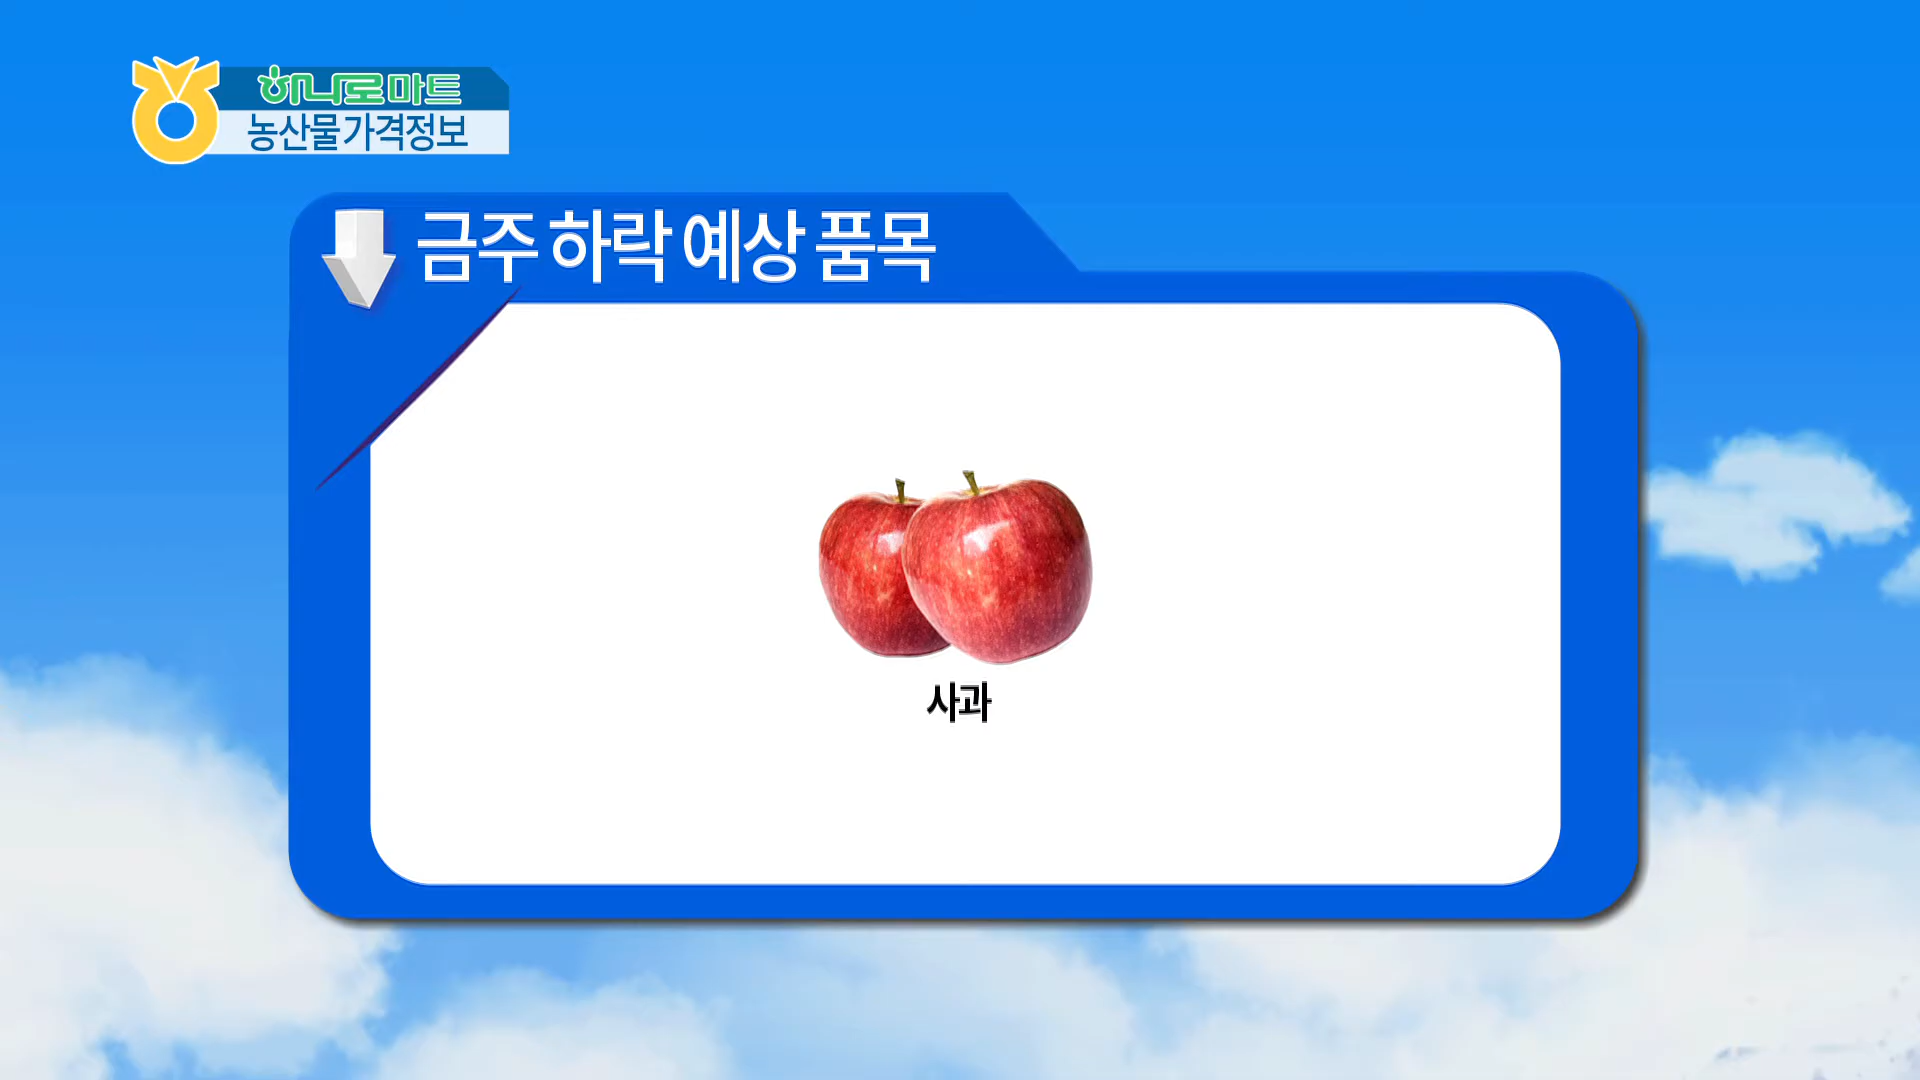 하나로마트
농산물가격정보
금주 하락 예상 품목
사과